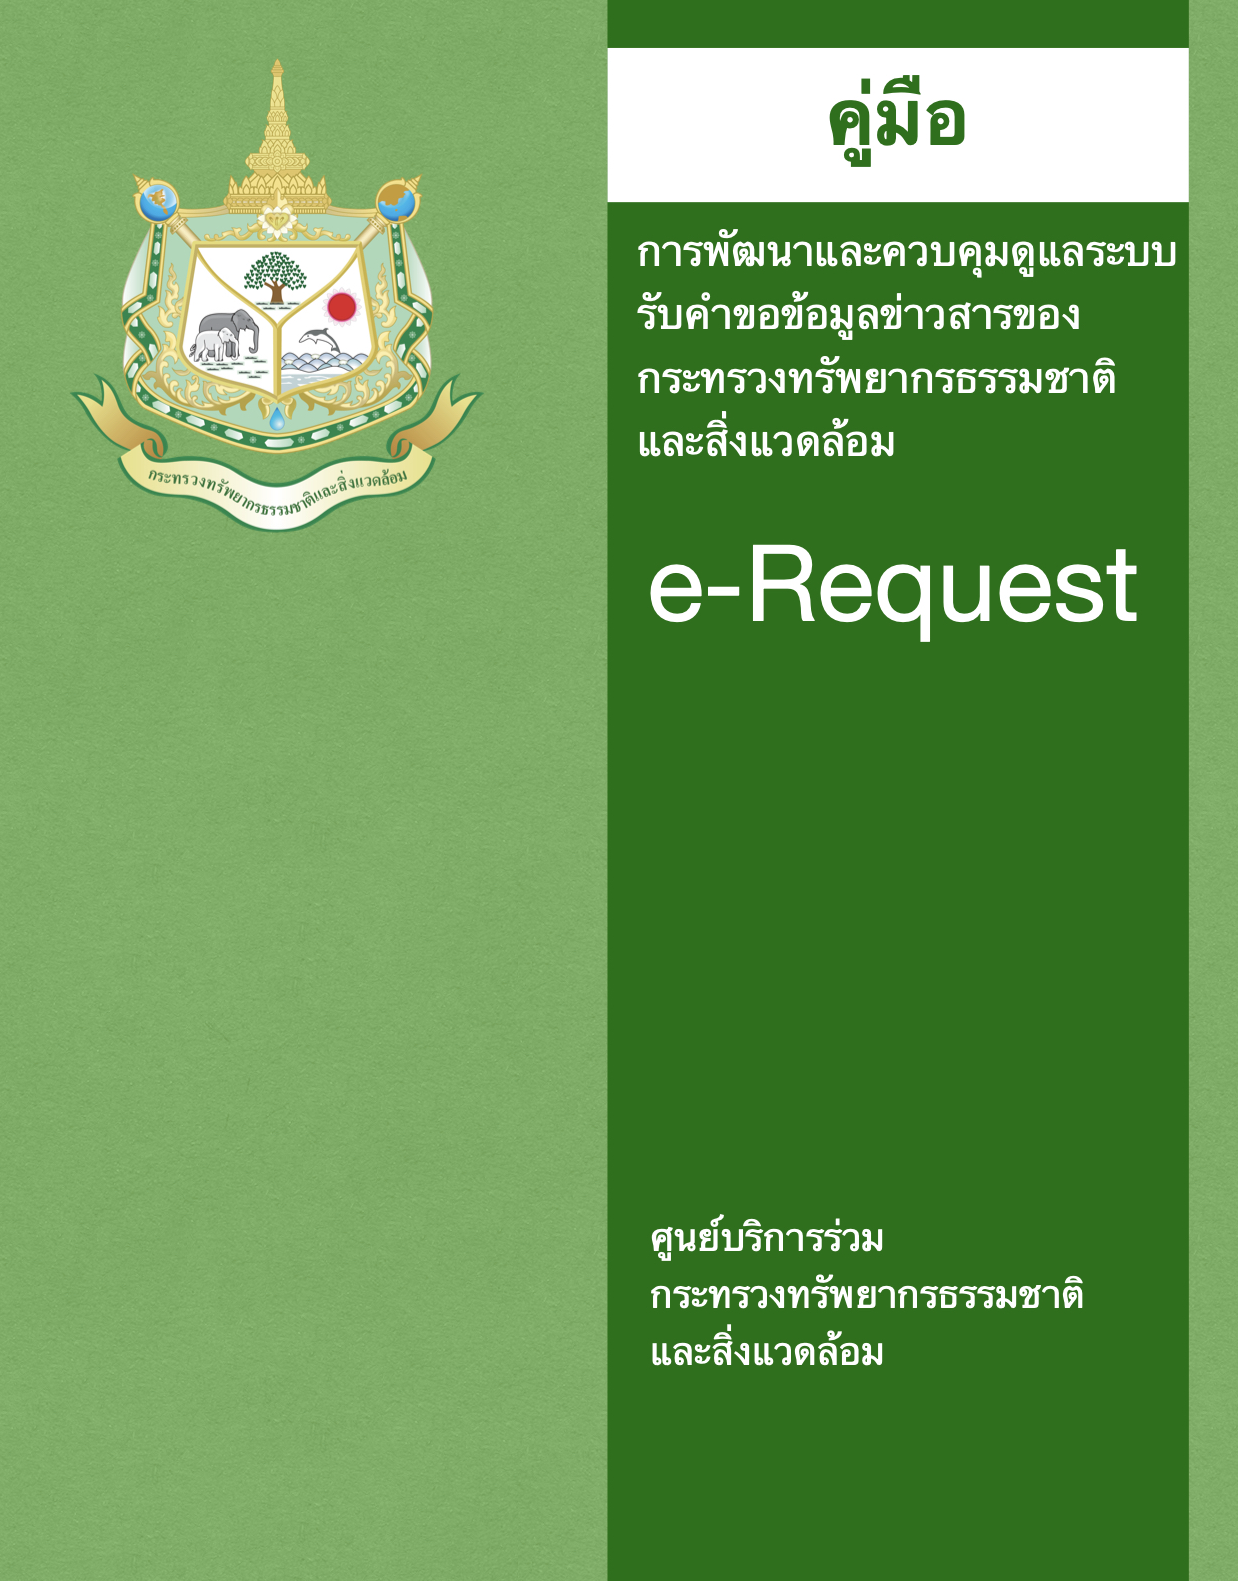 คู่มือ
การพัฒนาและควบคุมดูแลระบบ
รับคำขอข้อมูลข่าวสารของ
กระทรวงทรัพยากรธรรมชาติ
และสิ่งแวดล้อม
e-Request
กระทรวงทรัพยากรธรรมชาติและสิ่งแวดล้อม
ศูนย์บริการร่วม
กระทรวงทรัพยากรธรรมชาติ
และสิ่งแวดล้อม